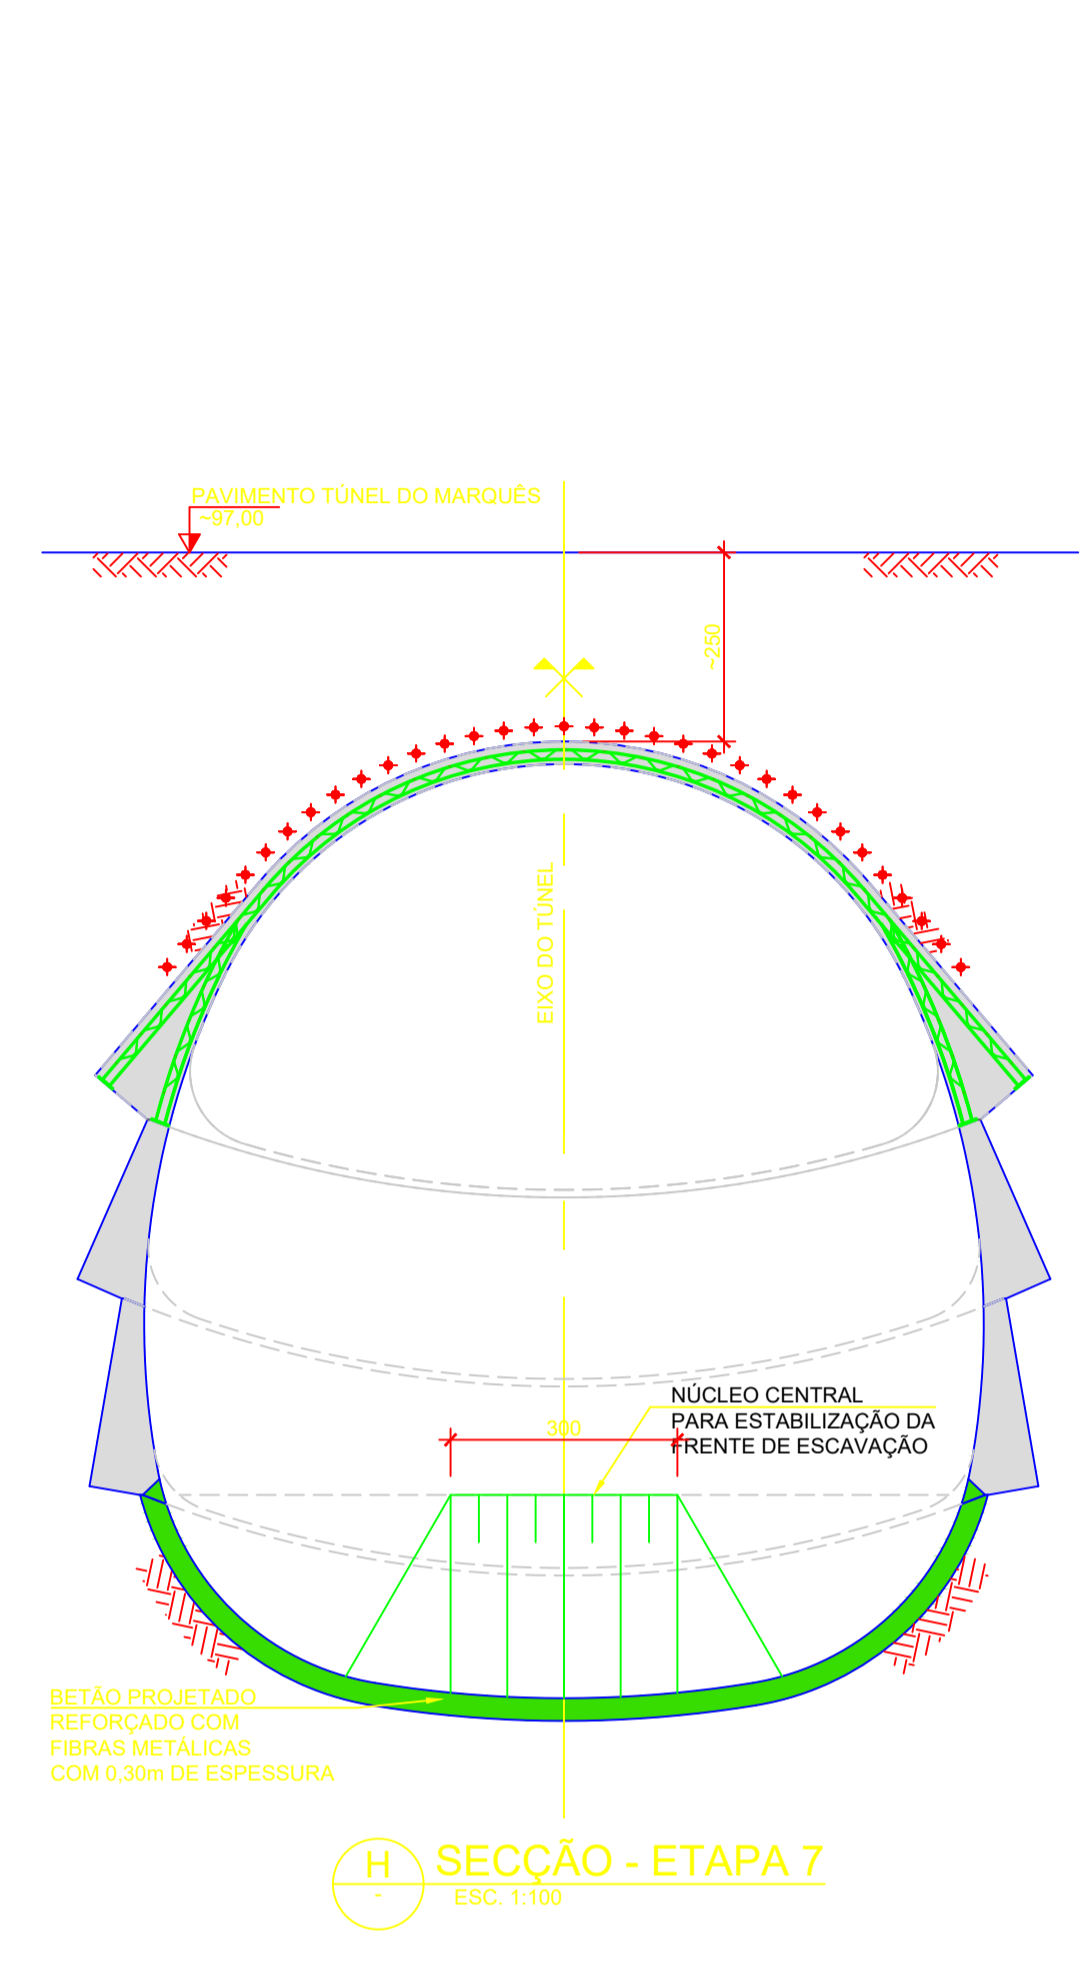 PAVIMENTO TÚNEL DO MARQUÊS
~97,00
~250
EIXO DO TÚNEL
NÚCLEO CENTRAL
PARA ESTABILIZAÇÃO DA
FRENTE DE ESCAVAÇÃO
300
BETÃO PROJETADO
REFORÇADO COM
FIBRAS METÁLICAS
COM 0,30m DE ESPESSURA
H
-
SECÇÃO - ETAPA 7
ESC. 1:100